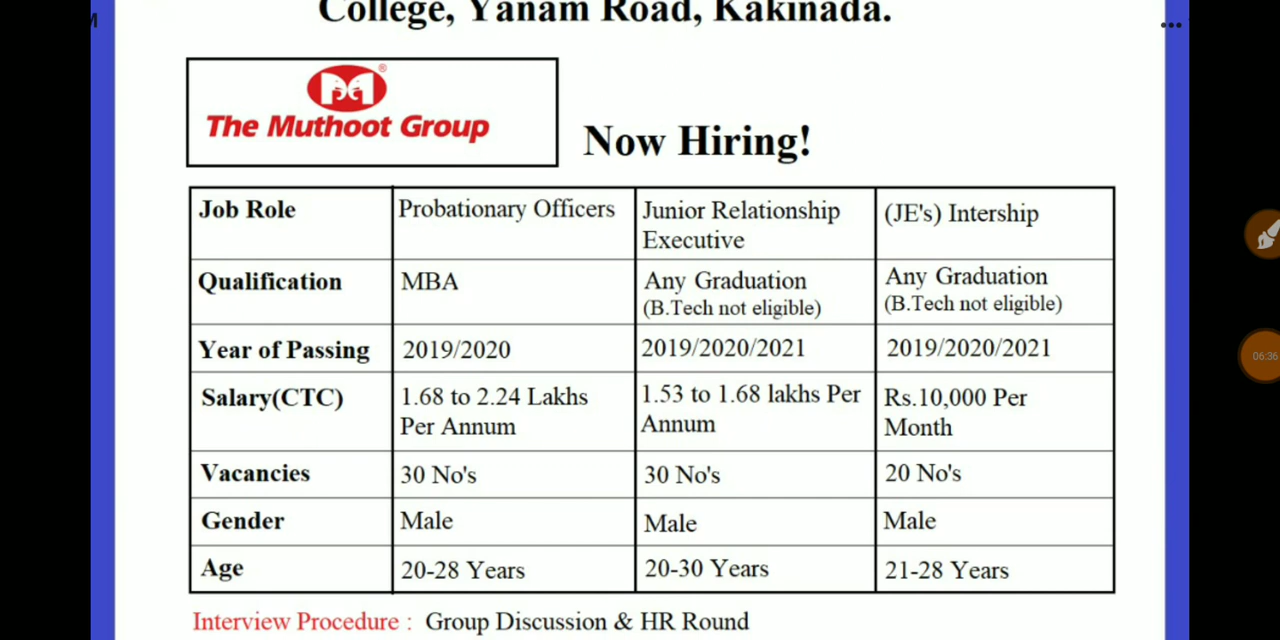 College, Yanam Road, Kakinada.
M
The Muthoot Group
®
Now Hiring!
Job Role
Probationary Officers
Junior Relationship
Executive
(JE's) Intership
Qualification
MBA
Any Graduation
(B.Tech not eligible)
Any Graduation
(B.Tech not eligible)
Year of Passing
2019/2020
2019/2020/2021
2019/2020/2021
Salary(CTC)
1.68 to 2.24 Lakhs
Per Annum
1.53 to 1.68 lakhs Per
Annum
Rs.10,000 Per
Month
Vacancies
30 No's
30 No's
20 No's
Gender
Male
Male
Male
Age
20-28 Years
20-30 Years
21-28 Years
Interview Procedure : Group Discussion & HR Round
06:36